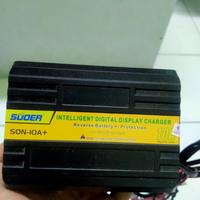 SUOER
INTELLIGENT DIGITAL DISPLAY CHARGER
Reverse Battery +- Protection
SON-10A+